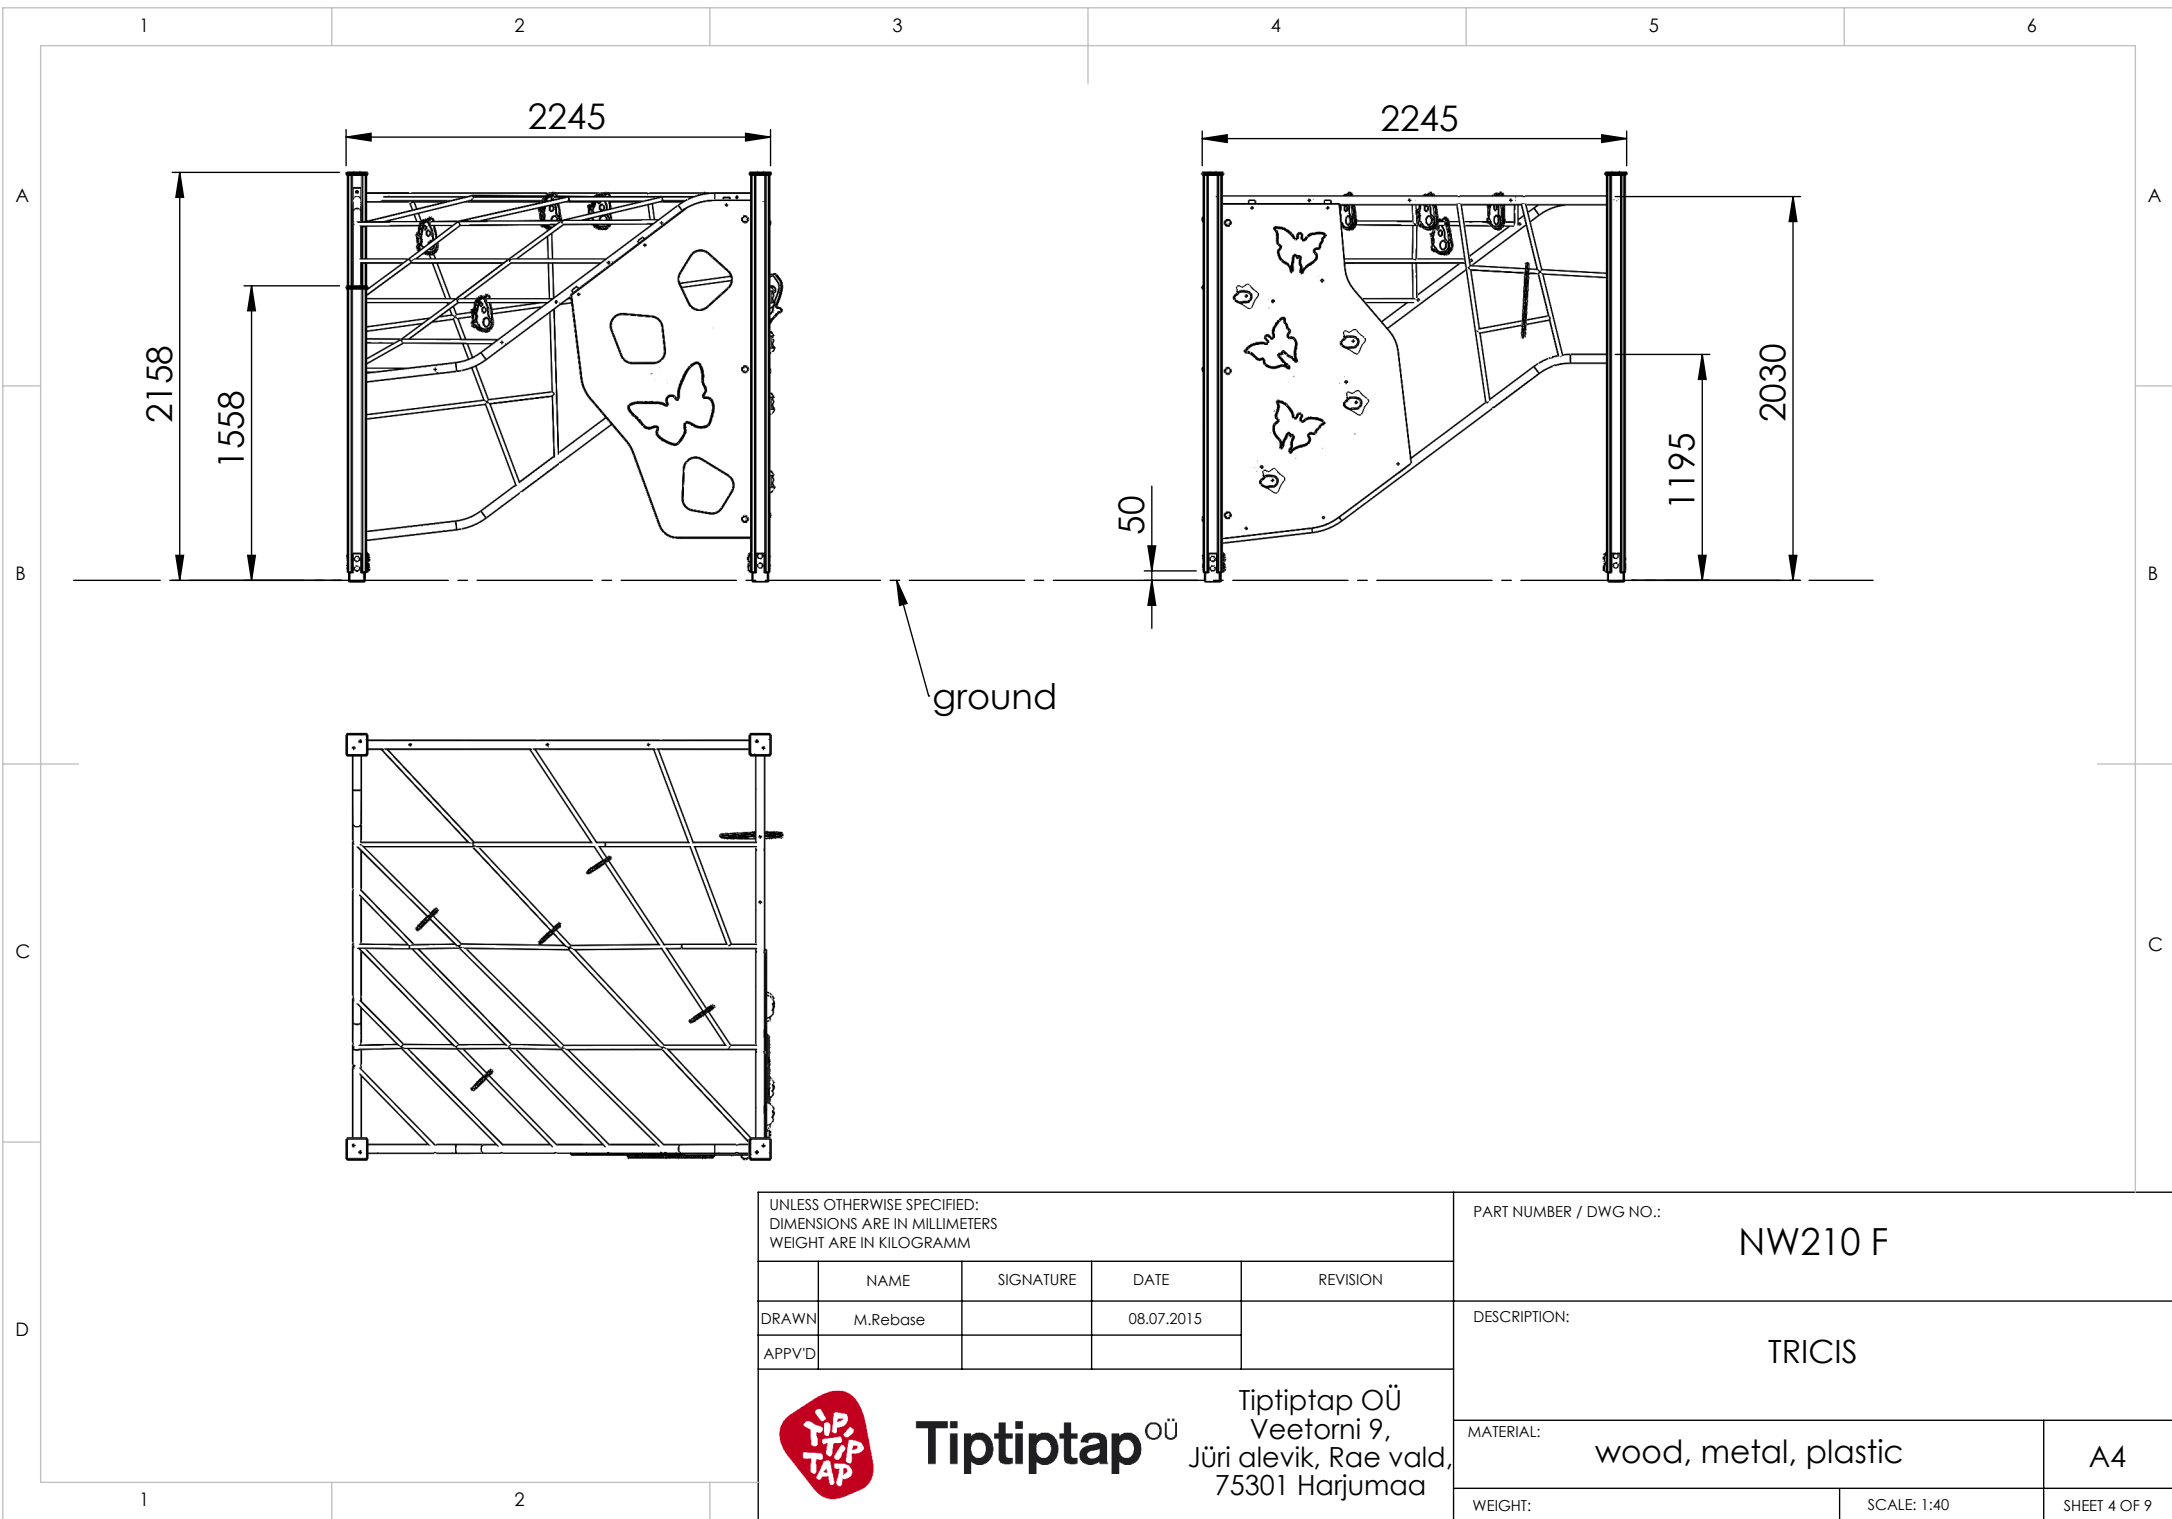 1 2 3 4 5 6
A A
B B
C C
D
2245
2158
1558
2245
50
1195
2030
ground
UNLESS OTHERWISE SPECIFIED:
DIMENSIONS ARE IN MILLIMETERS
WEIGHT ARE IN KILOGRAMM
NAME SIGNATURE DATE REVISION
DRAWN M.Rebase 08.07.2015
APPV'D
PART NUMBER / DWG NO.:
NW210 F
DESCRIPTION:
TRICIS
MATERIAL:
wood, metal, plastic
A4
WEIGHT: SCALE: 1:40 SHEET 4 OF 9
TIP
TIP
TAP
Tiptiptap OÜ
Tiptiptap OÜ
Veetorni 9,
Jüri alevik, Rae vald,
75301 Harjumaa
1 2